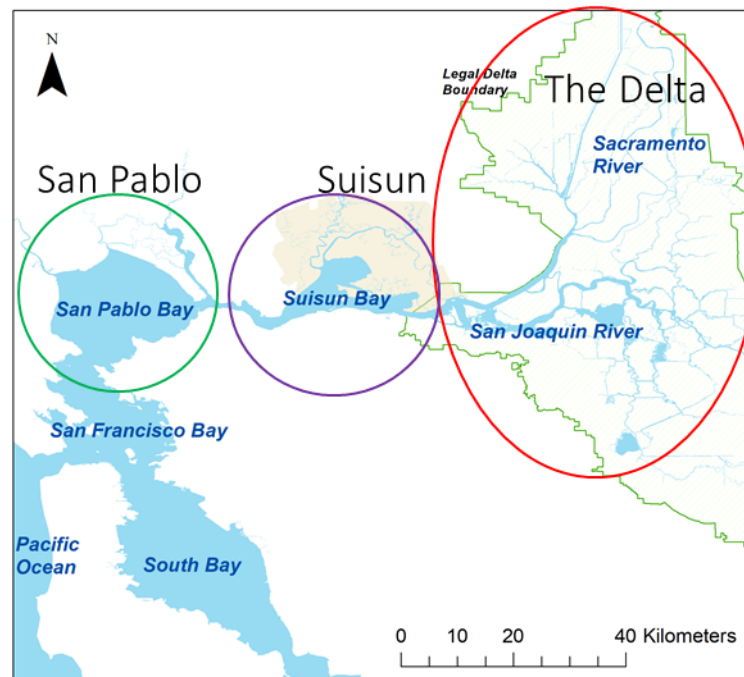 N
Legal Delta
Boundary
The Delta
Sacramento
River
San Pablo
Suisun
San Pablo Bay
Suisun Bay
San Joaquin River
San Francisco Bay
Pacific
Ocean
South Bay
0 10 20 40 Kilometers